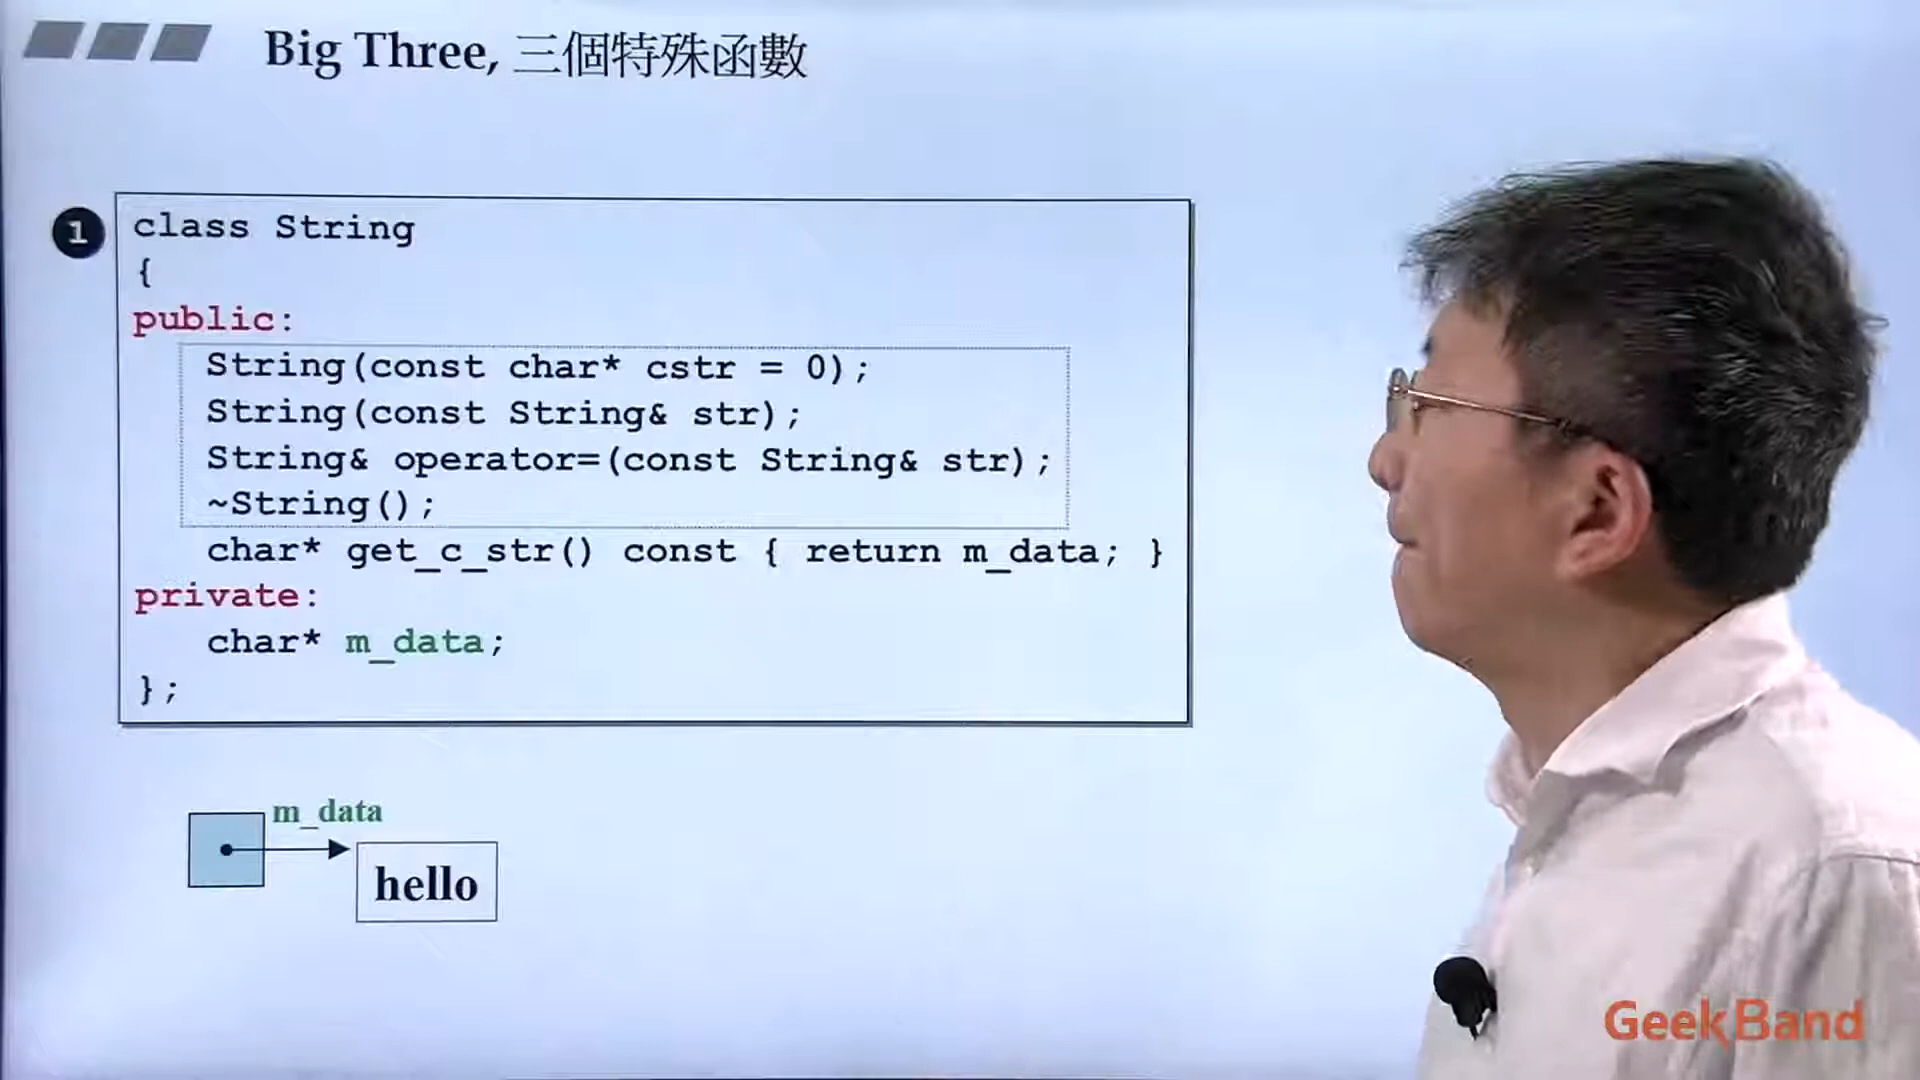 Big Three, 三個特殊函數
1
class String
{
public:
String(const char* cstr = 0);
String(const String& str);
String& operator=(const String& str);
~String();
char* get_c_str() const { return m_data; }
private:
char* m_data;
};
m_data
hello
GeekBand